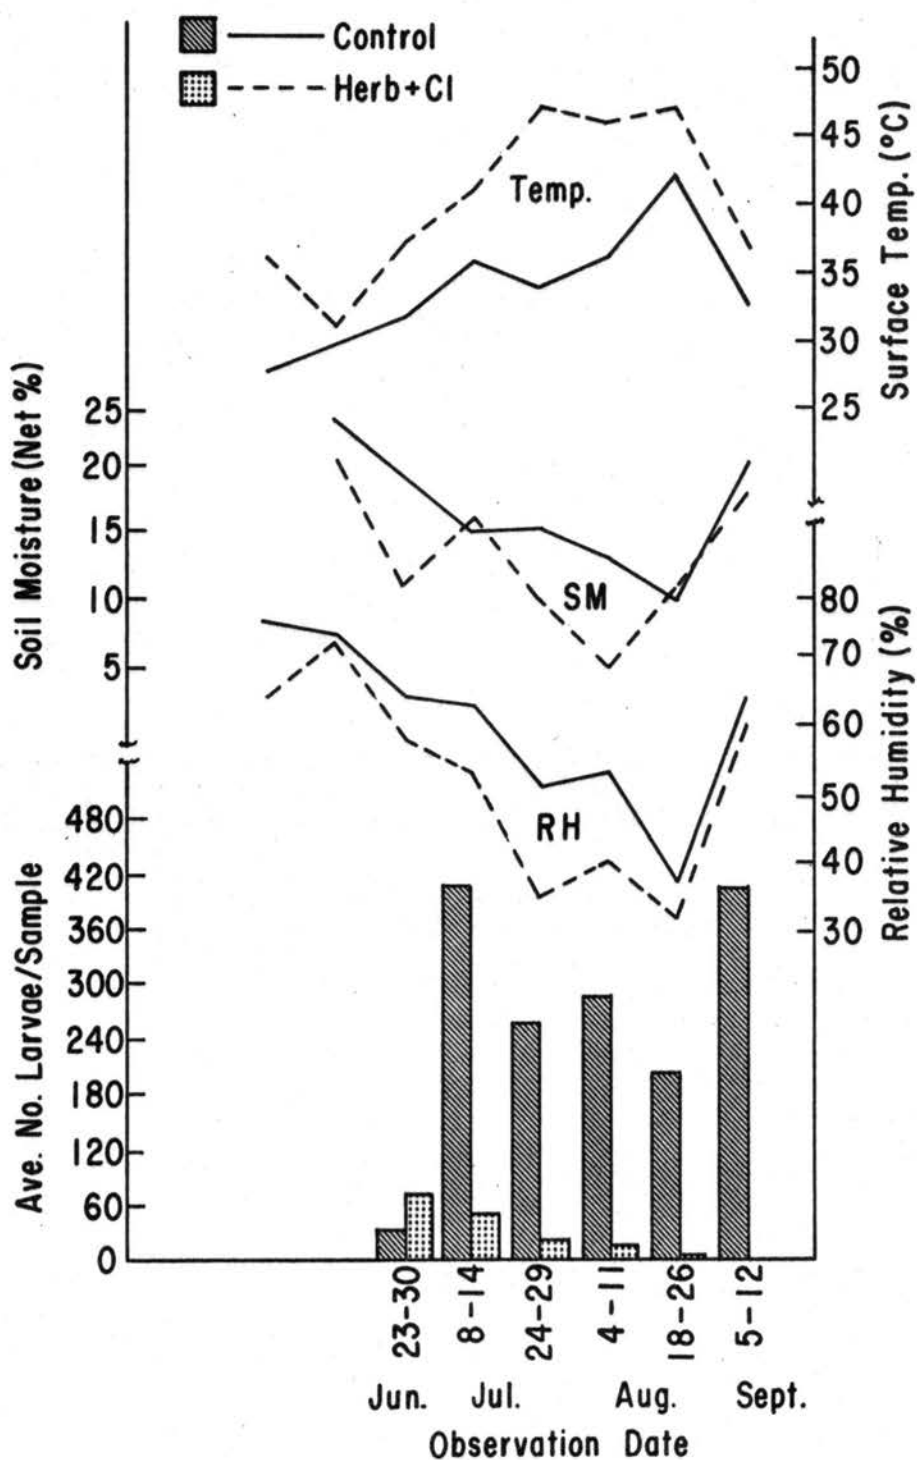 Control
Herb+Cl
50
45
40
35
30
25
Surface Temp. (°C)
Temp.
Soil Moisture (Net %)
25
20
15
10
5
SM
80
70
60
50
40
30
Relative Humidity (%)
RH
Ave. No. Larvae/Sample
480
420
360
300
240
180
120
60
0
23-30
8-14
24-29
4-11
18-26
5-12
Jun. Jul. Aug. Sept.
Observation Date